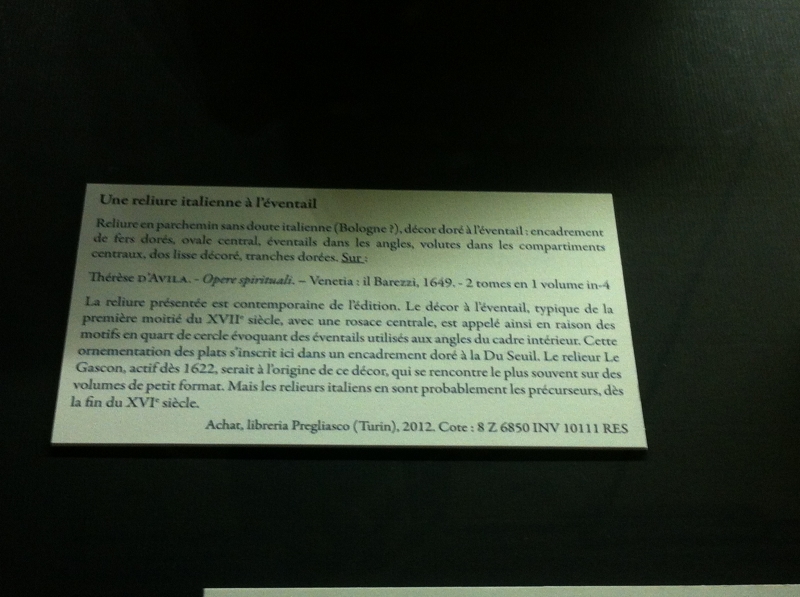 Une reliure italienne à l'éventail
Reliure en parchemin sans doute italienne (Bologne ?), décor doré à l'éventail : encadrement
de fers dorés, ovale central, éventails dans les angles, volutes dans les compartiments
centraux, dos lisse décoré, tranches dorées. Sur :
Thérèse D'AVILA. - Opere spirituali. – Venetia : il Barezzi, 1649. - 2 tomes en 1 volume in-4
La reliure présentée est contemporaine de l'édition. Le décor à l'éventail, typique de la
première moitié du XVIIe siècle, avec une rosace centrale, est appelé ainsi en raison des
motifs en quart de cercle évoquant des éventails utilisés aux angles du cadre intérieur. Cette
ornementation des plats s'inscrit ici dans un encadrement doré à la Du Seuil. Le relieur Le
Gascon, actif dès 1622, serait à l'origine de ce décor, qui se rencontre le plus souvent sur des
volumes de petit format. Mais les relieurs italiens en sont probablement les précurseurs, dès
la fin du XVIe siècle.
Achat, libreria Pregliasco (Turin), 2012. Cote : 8 Z 6850 INV 10111 RES